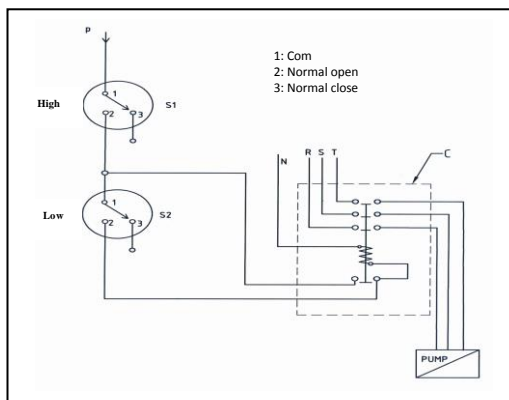 P
1: Com
2: Normal open
3: Normal close
High
1
S1
2
3
N
R S T
C
Low
1
S2
2
3
PUMP